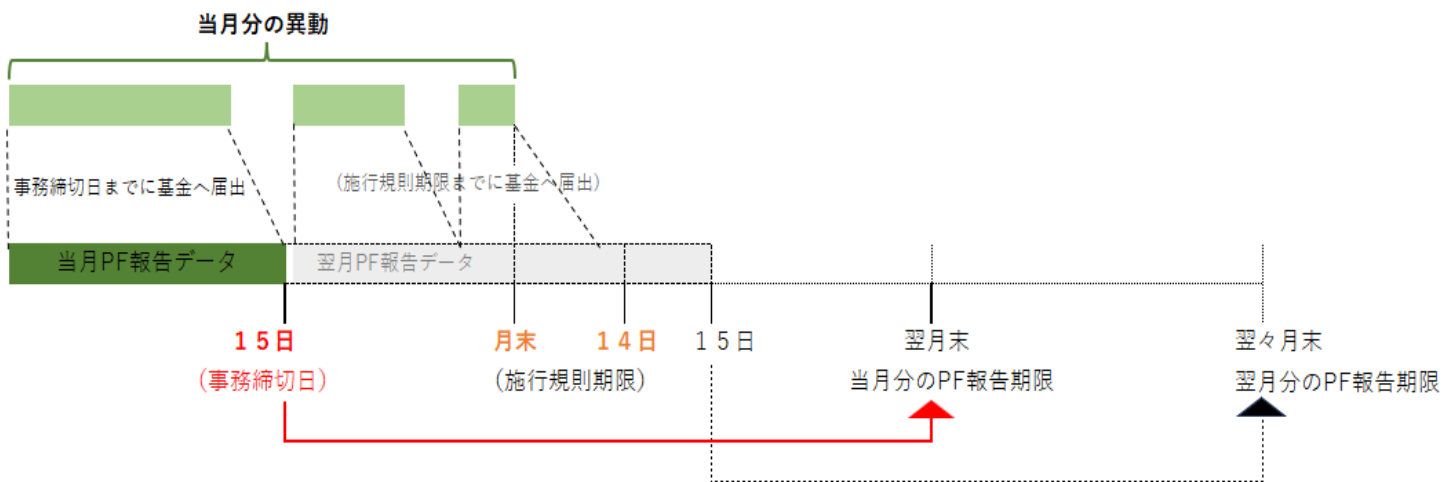 当月分の異動
事務締切日までに基金へ届出
(施行規則期限までに基金へ届出)
当月PF報告データ
翌月PF報告データ
15日
月末
14日
15日
翌月末
翌々月末
(事務締切日)
(施行規則期限)
当月分のPF報告期限
翌月分のPF報告期限